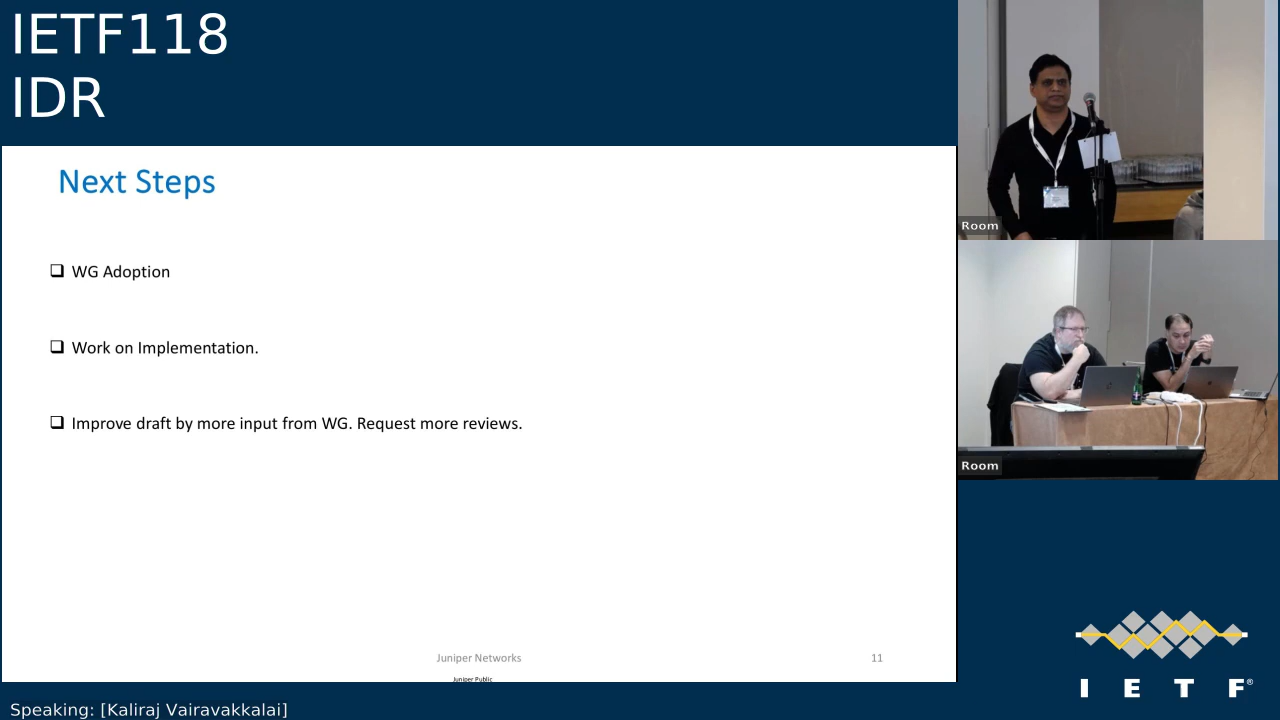 IETF118
IDR
Next Steps
❑ WG Adoption
❑ Work on Implementation.
❑ Improve draft by more input from WG. Request more reviews.
Juniper Networks
11
Juniper Public
Room
Room
I E T F®
Speaking: [Kaliraj Vairavakkalai]